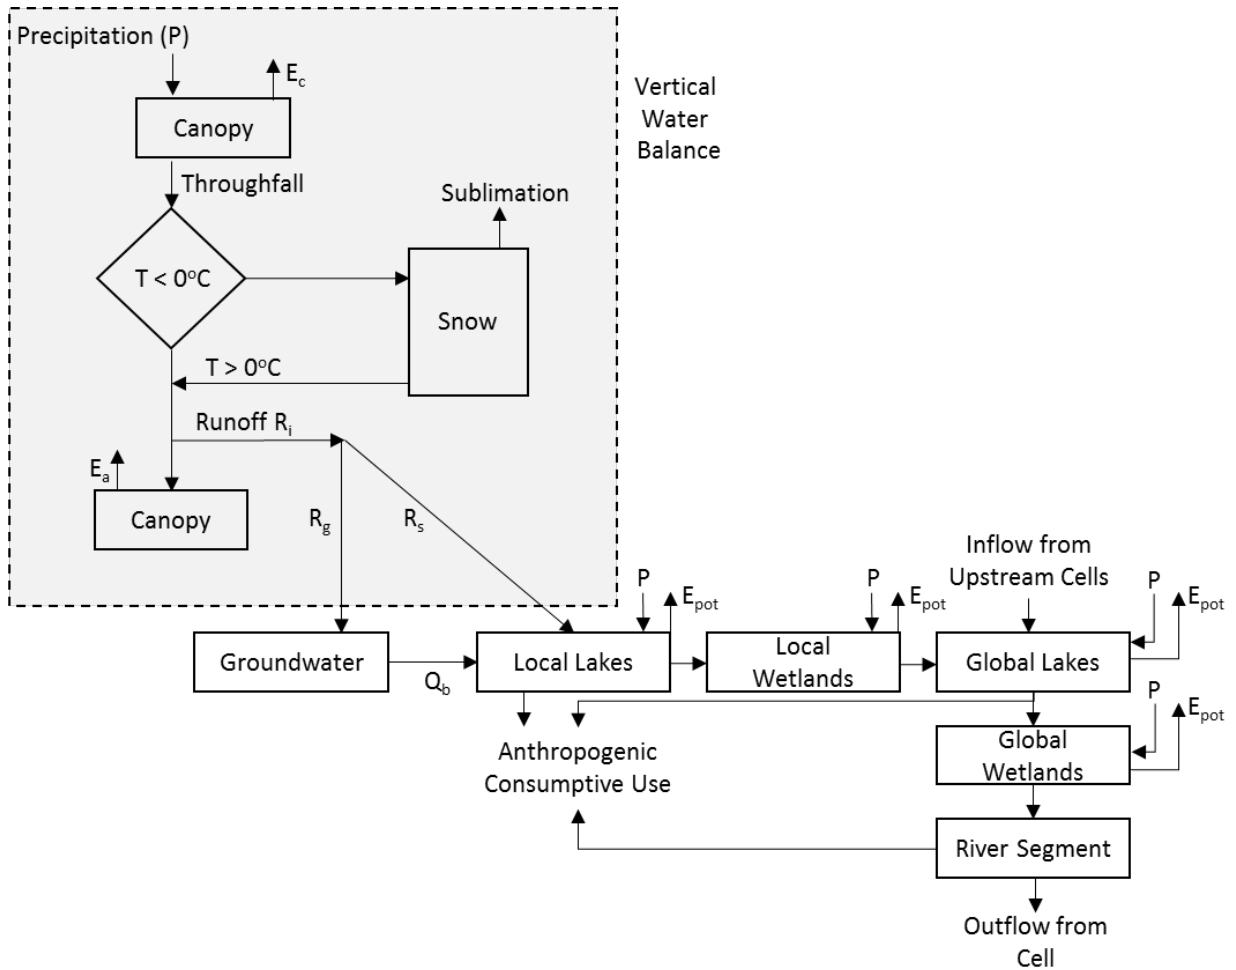 Precipitation (P)
E_c
Vertical
Water
Balance
Canopy
Throughfall
Sublimation
T < 0°C
Snow
T > 0°C
Runoff R_i
E_a
Canopy
R_g
R_s
Inflow from
Upstream Cells
P
E_pot
P
E_pot
P
E_pot
Groundwater
Q_b
Local Lakes
Local
Wetlands
Global Lakes
P
E_pot
Global
Wetlands
Anthropogenic
Consumptive Use
River Segment
Outflow from
Cell